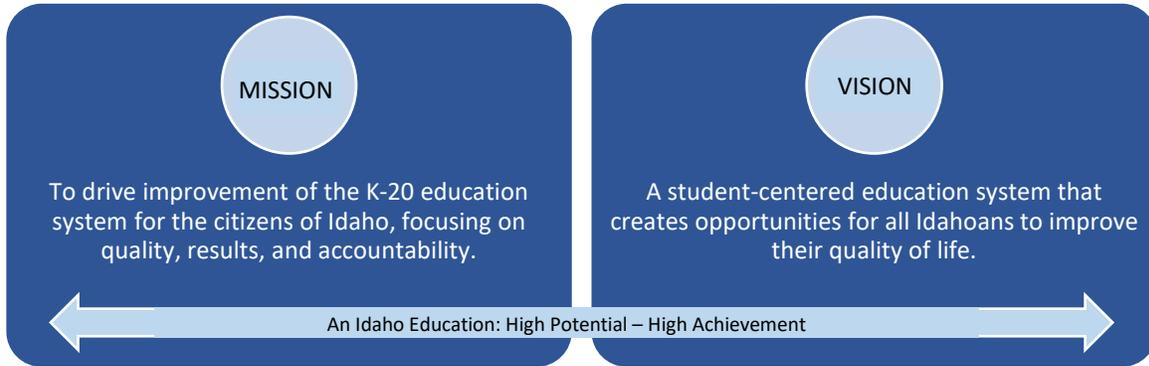 MISSION
To drive improvement of the K-20 education
system for the citizens of Idaho, focusing on
quality, results, and accountability.
VISION
A student-centered education system that
creates opportunities for all Idahoans to improve
their quality of life.
An Idaho Education: High Potential – High Achievement